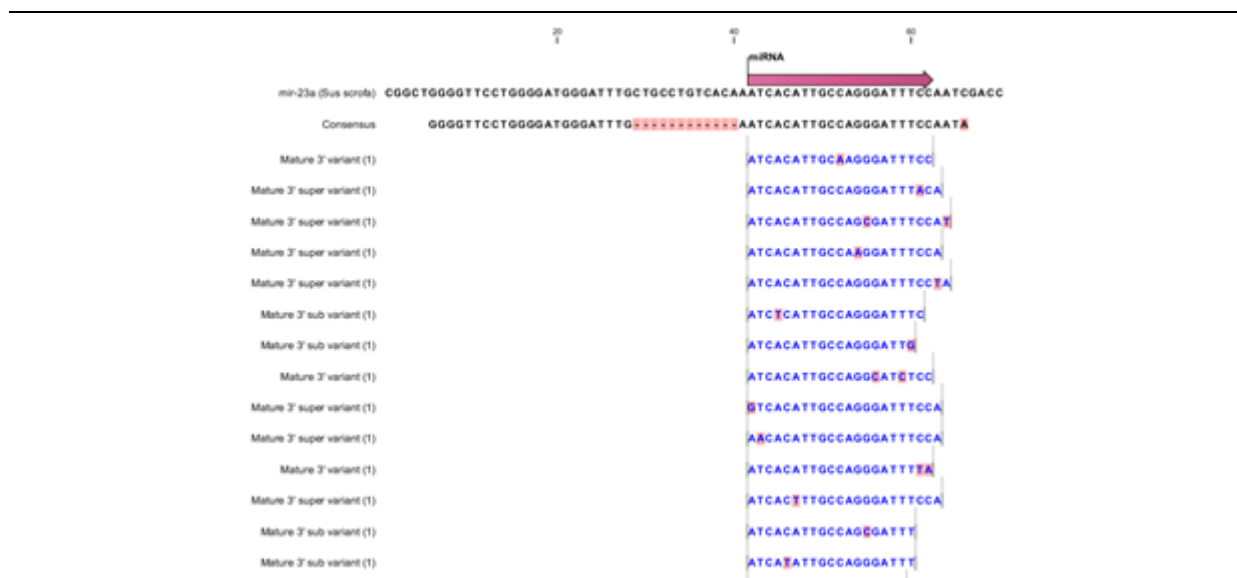 20 40 60
miRNA
mir-23a (Sus scrofa) CGGCTGGGGTTCCTGGGGATGGGATTTGCTGCCTGTCACAAATCACATTGCCAGGGATTTCCAATCGACC
Consensus GGGGTTCCTGGGGATGGGATTTG------------AAATCACATTGCCAGGGATTTCCAATA
Mature 3' variant (1) ATCACATTGCAAGGGATTTCC
Mature 3' super variant (1) ATCACATTGCCAGGGATTTACA
Mature 3' super variant (1) ATCACATTGCCAGCGATTTCCAT
Mature 3' super variant (1) ATCACATTGCCAAGGATTTCCA
Mature 3' super variant (1) ATCACATTGCCAGGGATTTCCTA
Mature 3' sub variant (1) ATCTCATTGCCAGGGATTTC
Mature 3' sub variant (1) ATCACATTGCCAGGGATTG
Mature 3' variant (1) ATCACATTGCCAGGCATCTCC
Mature 3' super variant (1) GTCACATTGCCAGGGATTTCCA
Mature 3' super variant (1) AACACATTGCCAGGGATTTCCA
Mature 3' variant (1) ATCACATTGCCAGGGATTTTA
Mature 3' super variant (1) ATCACTTTGCCAGGGATTTCCA
Mature 3' sub variant (1) ATCACATTGCCAGCGATTT
Mature 3' sub variant (1) ATCATATTGCCAGGGATTT